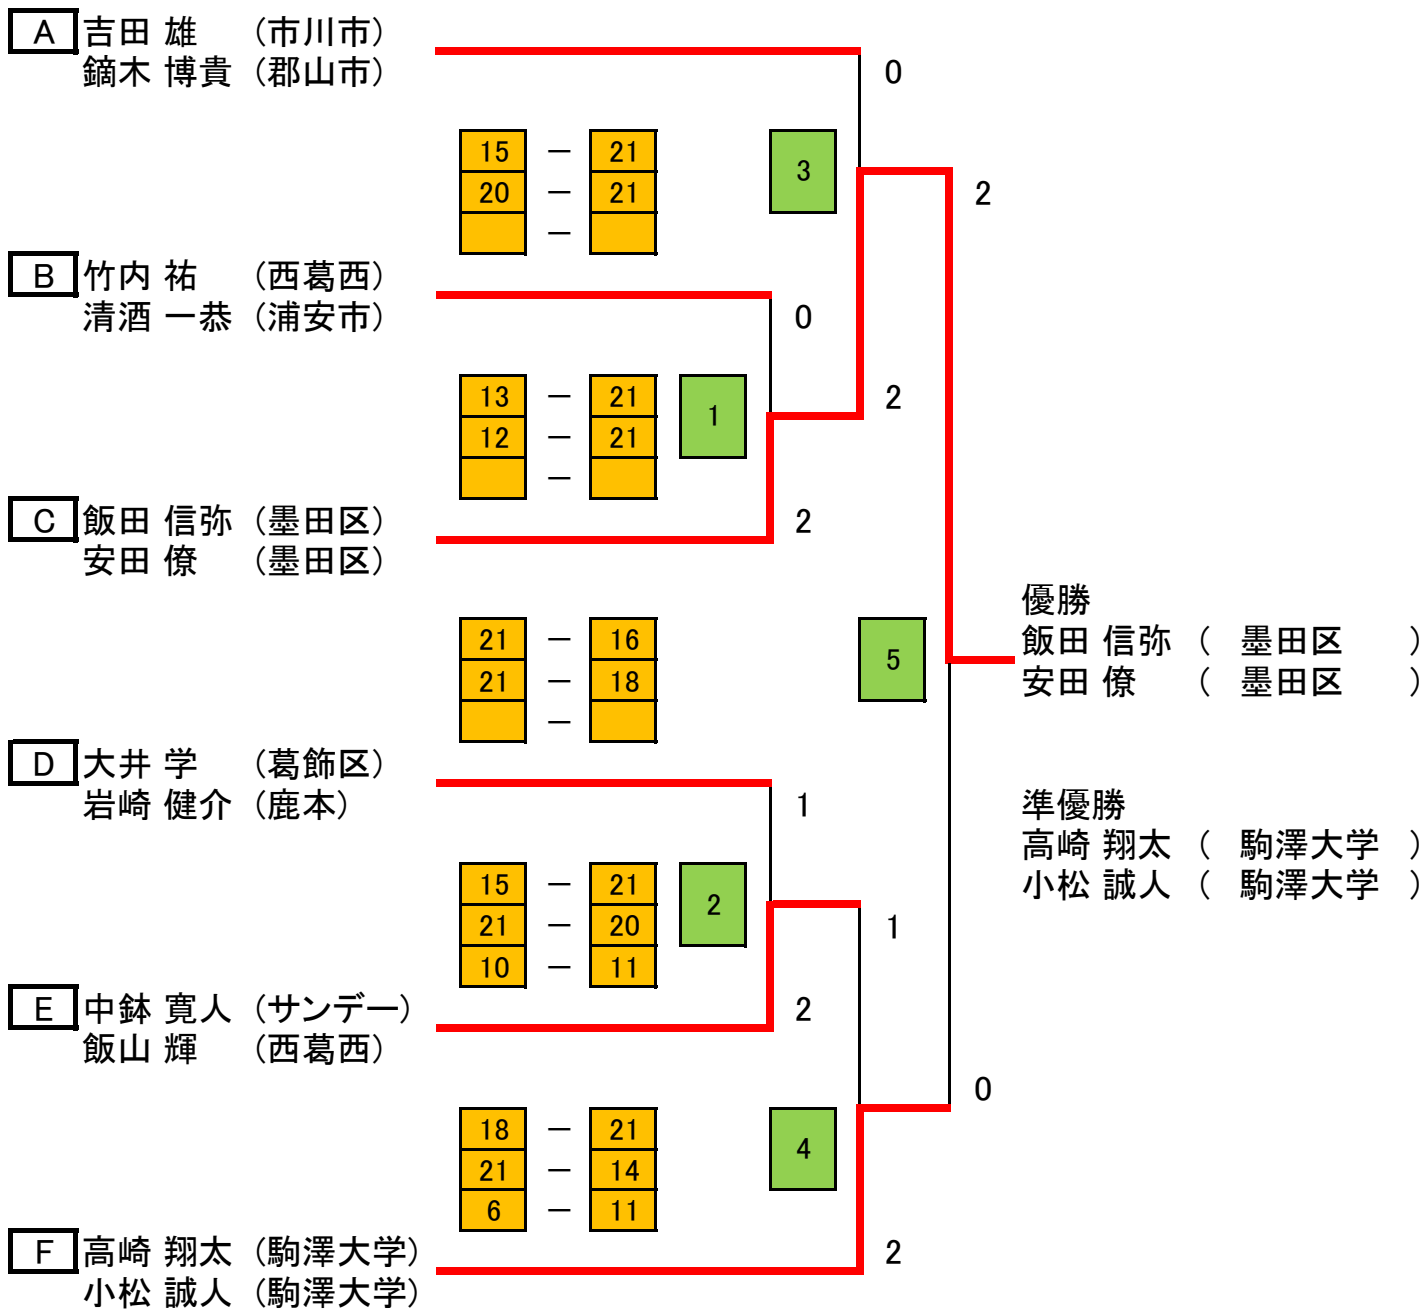 A 吉田 雄 （市川市）
鏑木 博貴 （郡山市）
0
15 － 21
3
20 － 21
2
－
B 竹内 祐 （西葛西）
清酒 一恭 （浦安市）
0
13 － 21
1
2
12 － 21
－
C 飯田 信弥 （墨田区）
2
安田 僚 （墨田区）
優勝
21 － 16
5
飯田 信弥 （ 墨田区 ）
21 － 18
安田 僚 （ 墨田区 ）
－
D 大井 学 （葛飾区）
岩崎 健介 （鹿本）
1
準優勝
高崎 翔太 （ 駒澤大学 ）
小松 誠人 （ 駒澤大学 ）
15 － 21
2
21 － 20
1
10 － 11
E 中鉢 寛人 （サンデー）
2
飯山 輝 （西葛西）
0
18 － 21
4
21 － 14
6 － 11
F 高崎 翔太 （駒澤大学）
2
小松 誠人 （駒澤大学）